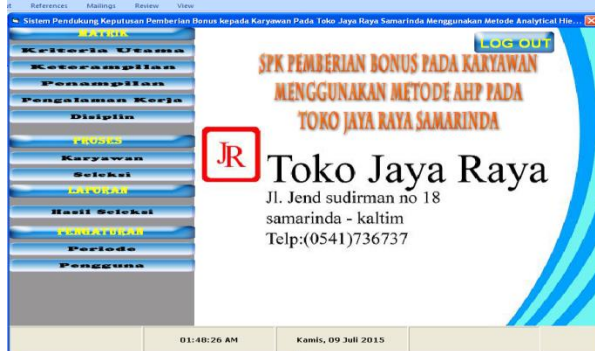 References Mailings Review View
Sistem Pendukung Keputusan Pemberian Bonus kepada Karyawan Pada Toko Jaya Raya Samarinda Menggunakan Metode Analytical Hie...
MATRIK
Kriteria Utama
Keterampilan
Penampilan
Pengalaman Kerja
Disiplin
PROSES
Karyawan
Seleksi
LAPORAN
Hasil Seleksi
PENGATURAN
Periode
Pengguna
LOG OUT
SPK PEMBERIAN BONUS PADA KARYAWAN
MENGGUNAKAN METODE AHP PADA
TOKO JAYA RAYA SAMARINDA
JR
Toko Jaya Raya
Jl. Jend sudirman no 18
samarinda - kaltim
Telp:(0541)736737
01:48:26 AM
Kamis, 09 Juli 2015